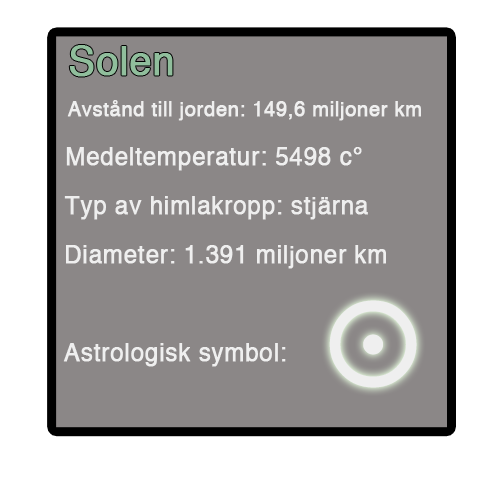 Solen
Avstånd till jorden: 149,6 miljoner km
Medeltemperatur: 5498 c°
Typ av himlakropp: stjärna
Diameter: 1.391 miljoner km
Astrologisk symbol: